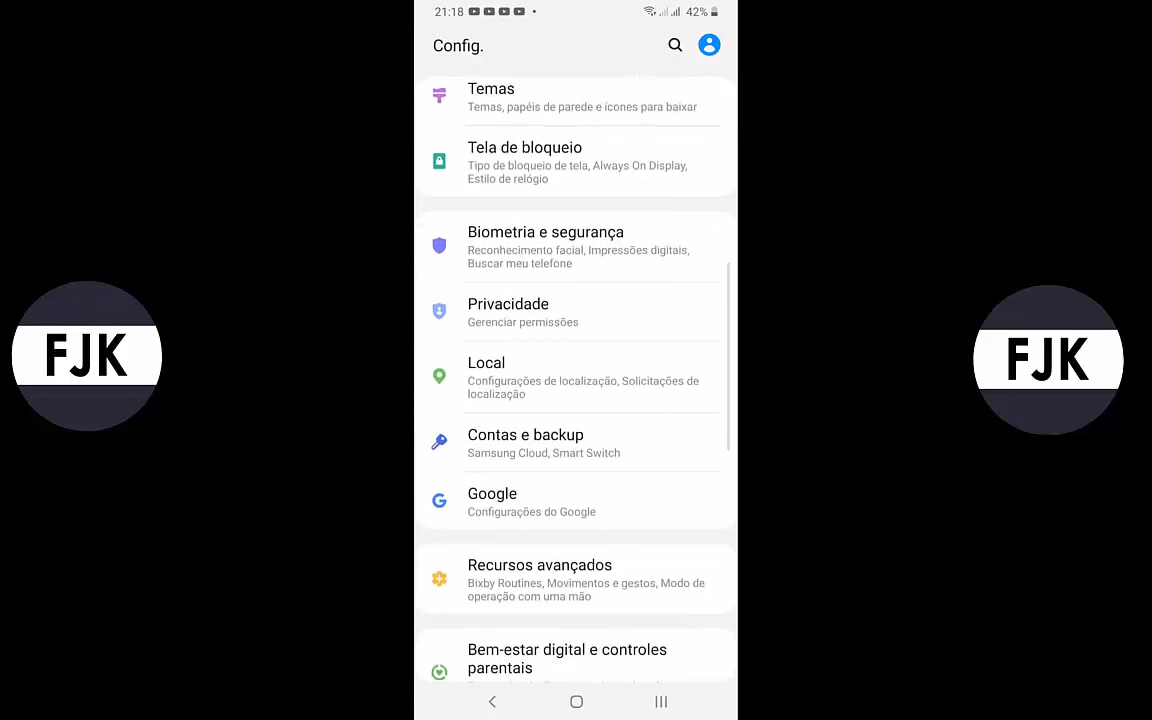 21:18
42%
Config.
Temas
Temas, papéis de parede e ícones para baixar
Tela de bloqueio
Tipo de bloqueio de tela, Always On Display,
Estilo de relógio
Biometria e segurança
Reconhecimento facial, Impressões digitais,
Buscar meu telefone
Privacidade
Gerenciar permissões
Local
Configurações de localização, Solicitações de
localização
Contas e backup
Samsung Cloud, Smart Switch
Google
Configurações do Google
Recursos avançados
Bixby Routines, Movimentos e gestos, Modo de
operação com uma mão
Bem-estar digital e controles
parentais
FJK
FJK